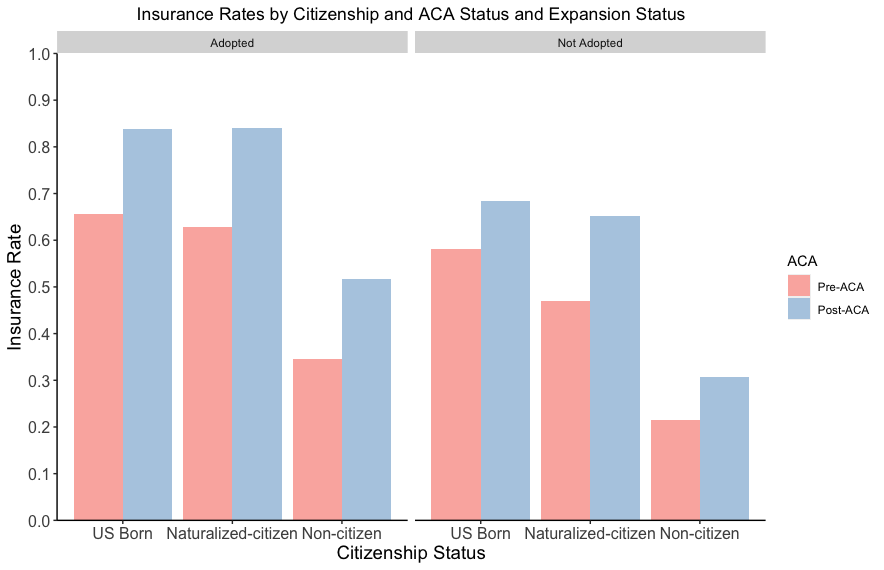 Insurance Rates by Citizenship and ACA Status and Expansion Status
Adopted
Not Adopted
1.0
0.9
0.8
0.7
0.6
0.5
0.4
0.3
0.2
0.1
0.0
Insurance Rate
US Born Naturalized-citizen Non-citizen
US Born Naturalized-citizen Non-citizen
Citizenship Status
ACA
Pre-ACA
Post-ACA